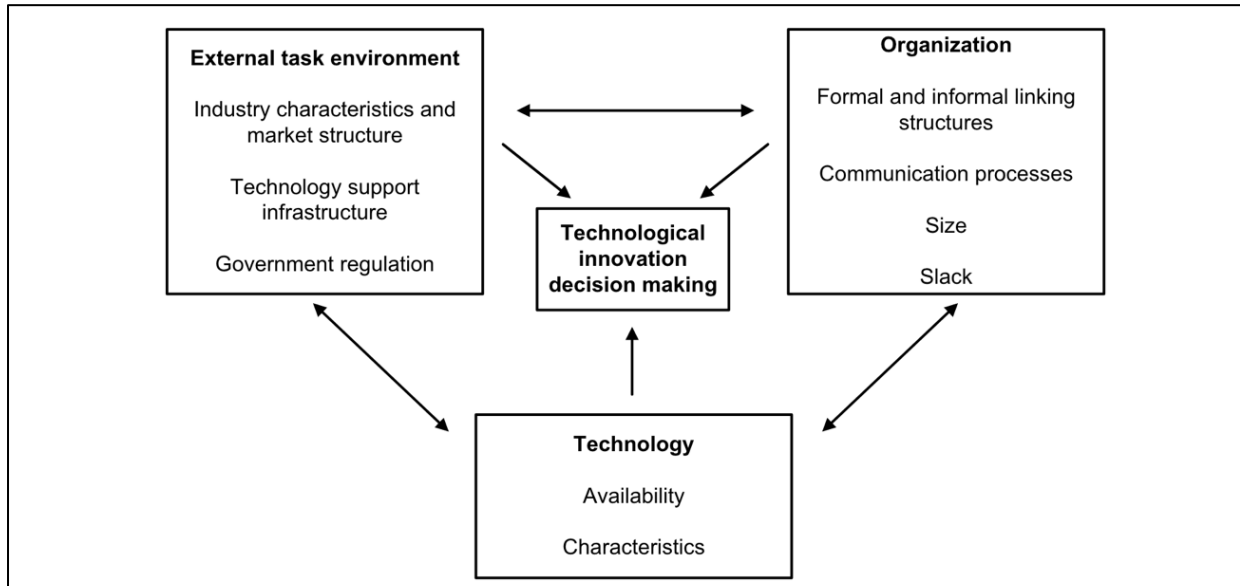 External task environment
Industry characteristics and
market structure
Technology support
infrastructure
Government regulation
Organization
Formal and informal linking
structures
Communication processes
Size
Slack
Technological
innovation
decision making
Technology
Availability
Characteristics